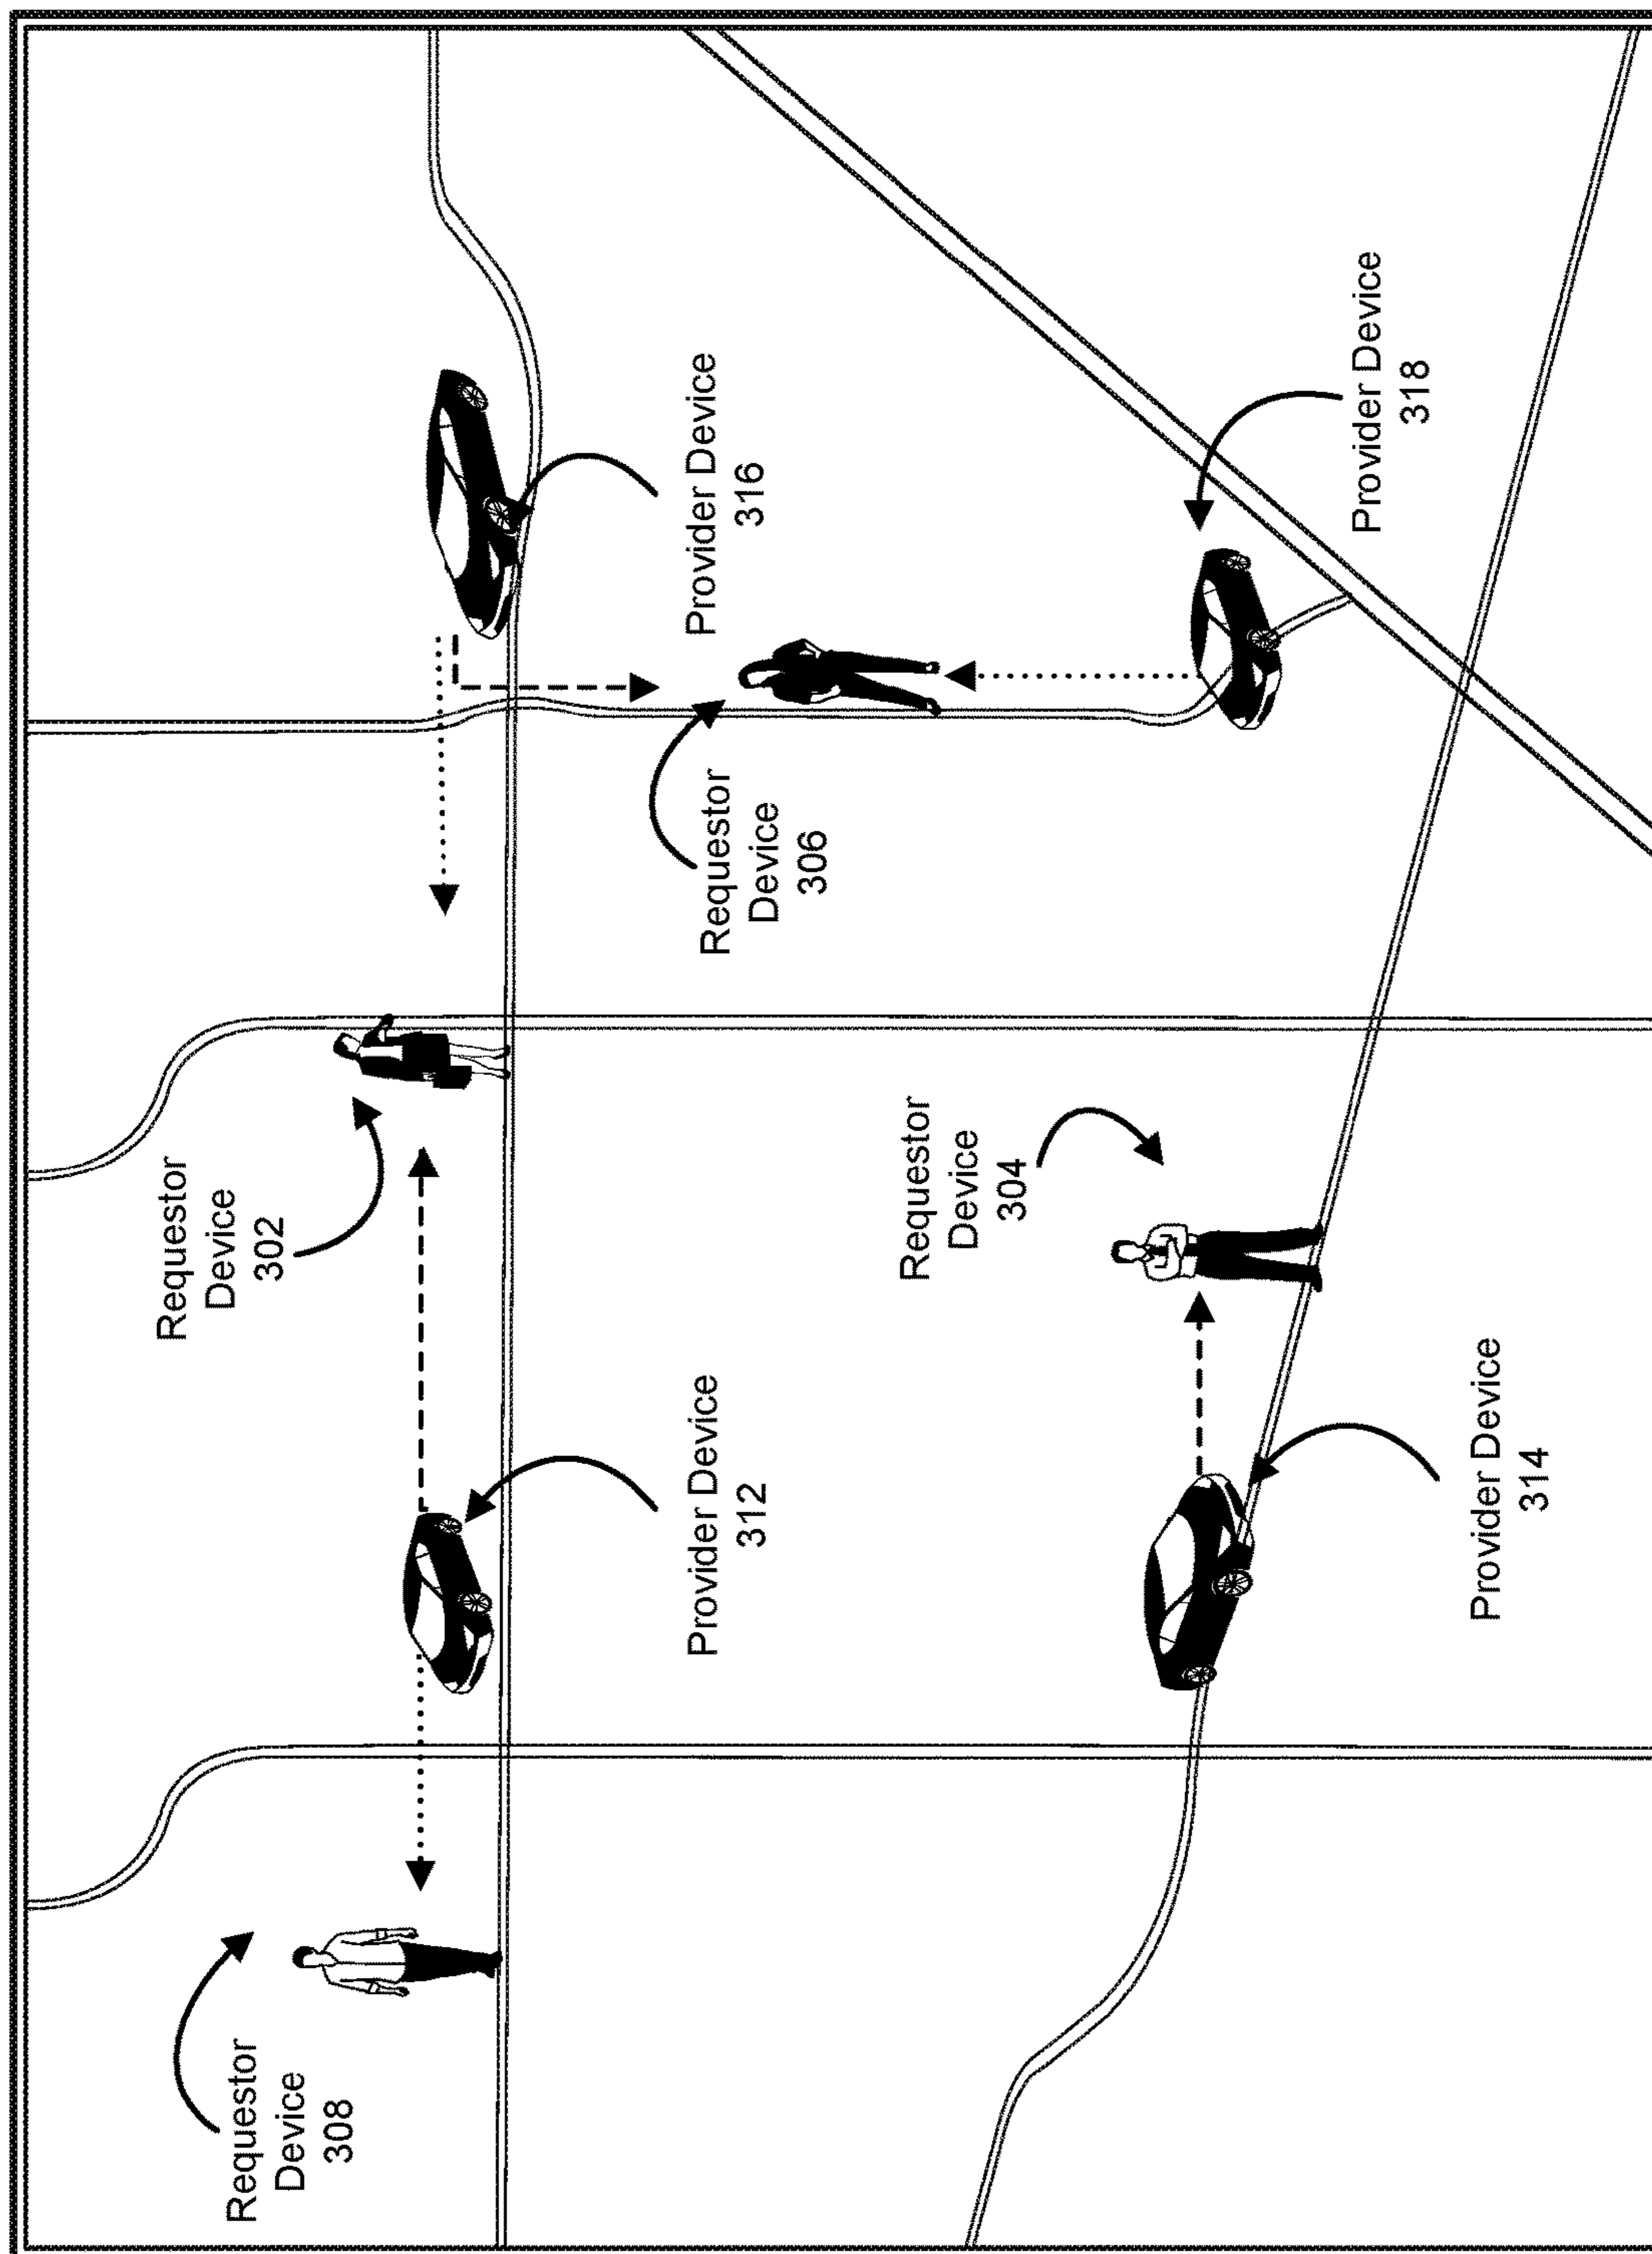 Requestor
Device
308
Requestor
Device
302
Provider Device
312
Requestor
Device
306
Provider Device
316
Requestor
Device
304
Provider Device
314
Provider Device
318